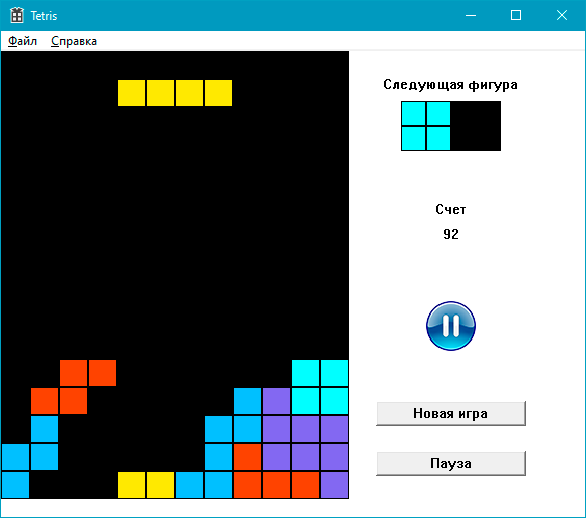 Tetris
Файл Справка
Следующая фигура
Счет
92
Новая игра
Пауза